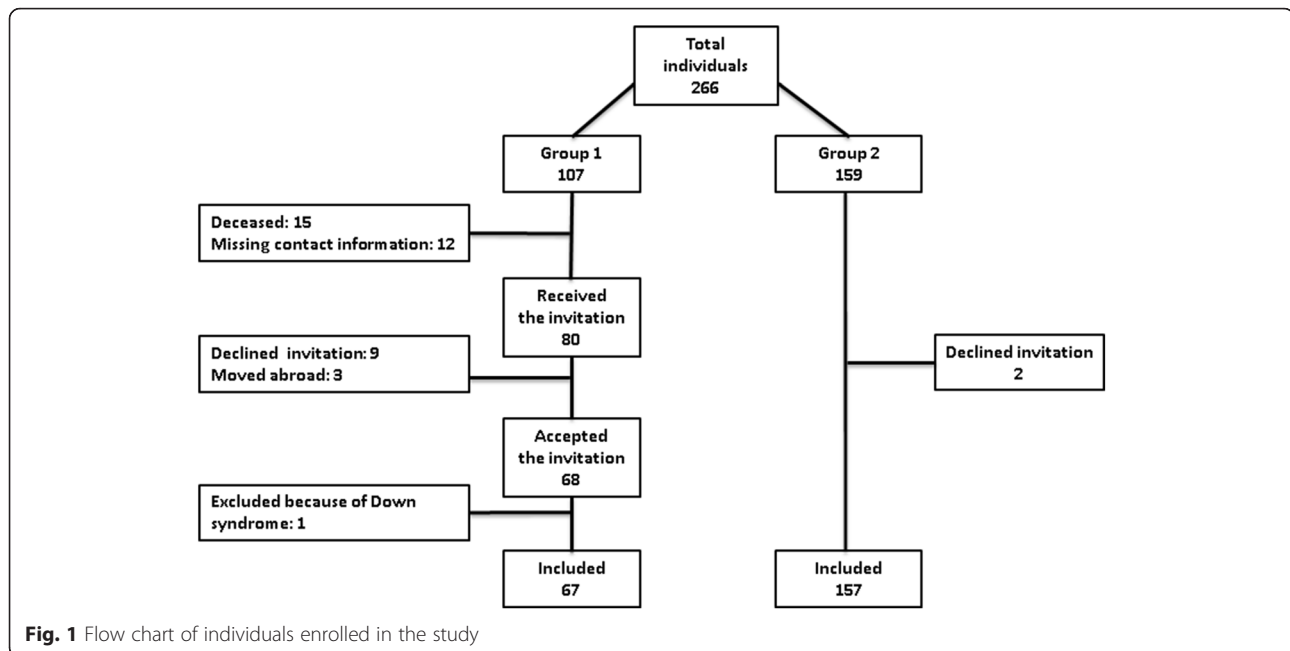 Total
individuals
266
Group 1
107
Group 2
159
Deceased: 15
Missing contact information: 12
Received
the invitation
80
Declined invitation: 9
Moved abroad: 3
Declined invitation
2
Accepted
the invitation
68
Excluded because of Down
syndrome: 1
Included
67
Included
157
Fig. 1 Flow chart of individuals enrolled in the study